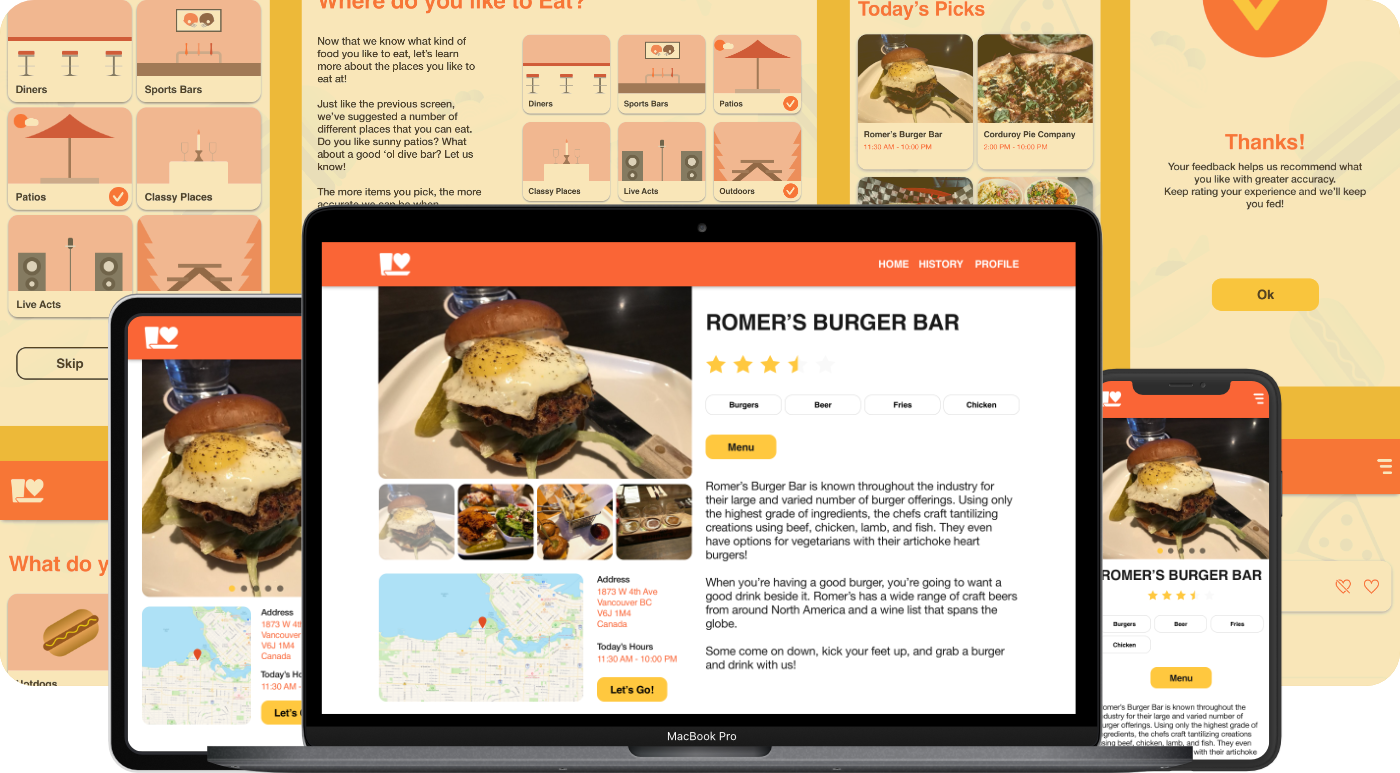 Diners
Sports Bars
Patios
Classy Places
Live Acts
Skip
What do y
Hotdogs
Where do you like to Eat?
Now that we know what kind of
food you like to eat, let's learn
more about the places you like to
eat at!
Just like the previous screen,
we've suggested a number of
different places that you can eat.
Do you like sunny patios? What
about a good 'ol dive bar? Let us
know!
The more items you pick, the more
accurate we can be when
Diners
Sports Bars
Patios
Classy Places
Live Acts
Outdoors
Today's Picks
Romer's Burger Bar
11:30 AM - 10:00 PM
Corduroy Pie Company
2:00 PM - 10:00 PM
Thanks!
Your feedback helps us recommend what
you like with greater accuracy.
Keep rating your experience and we'll keep
you fed!
Ok
Address
1873 W 4th
Vancouver
V6J 1M4
Canada
Today's Ho
11:30 AM -
Let's G
HOME HISTORY PROFILE
ROMER'S BURGER BAR
Burgers
Beer
Fries
Chicken
Menu
Romer's Burger Bar is known throughout the industry for
their large and varied number of burger offerings. Using only
the highest grade of ingredients, the chefs craft tantilizing
creations using beef, chicken, lamb, and fish. They even
have options for vegetarians with their artichoke heart
burgers!
When you're having a good burger, you're going to want a
good drink beside it. Romer's has a wide range of craft beers
from around North America and a wine list that spans the
globe.
Some come on down, kick your feet up, and grab a burger
and drink with us!
Address
1873 W 4th Ave
Vancouver BC
V6J 1M4
Canada
Today's Hours
11:30 AM - 10:00 PM
Let's Go!
MacBook Pro
ROMER'S BURGER BAR
Burgers
Beer
Fries
Chicken
Menu
omer's Burger Bar is known throughout the
dustry for their large and varied number of
urger offerings. Using only the highest grade of
gredients, the chefs craft tantilizing creations
sing beef, chicken, lamb, and fish. They even
with their artichoke